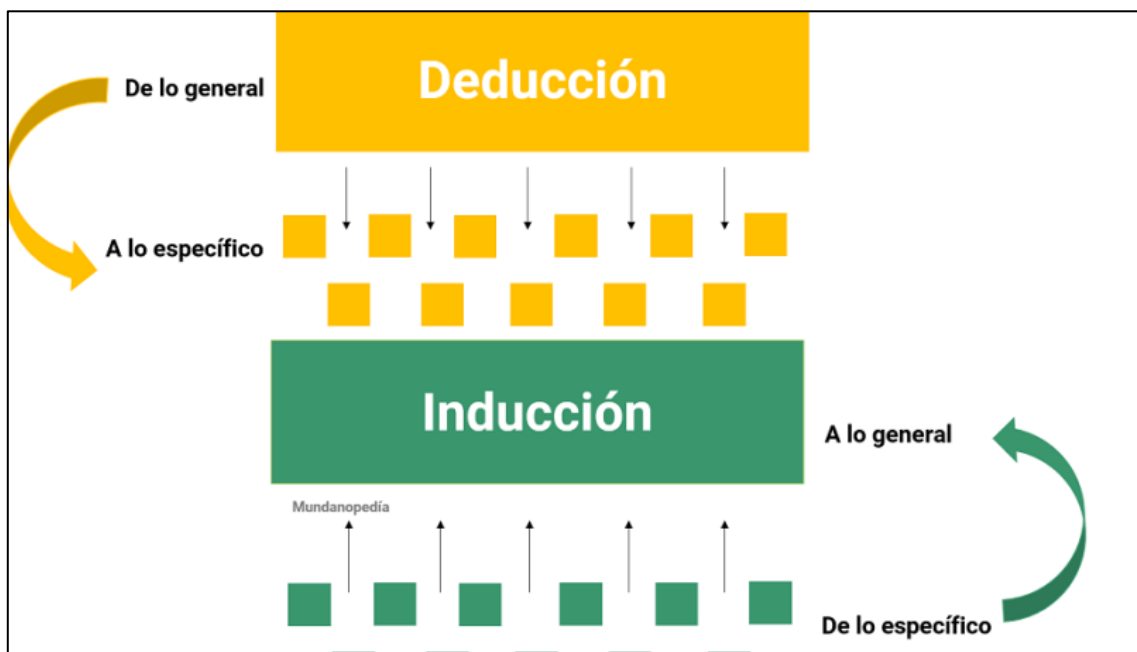 Deducción
De lo general
A lo específico
Inducción
A lo general
Mundanopedía
De lo específico